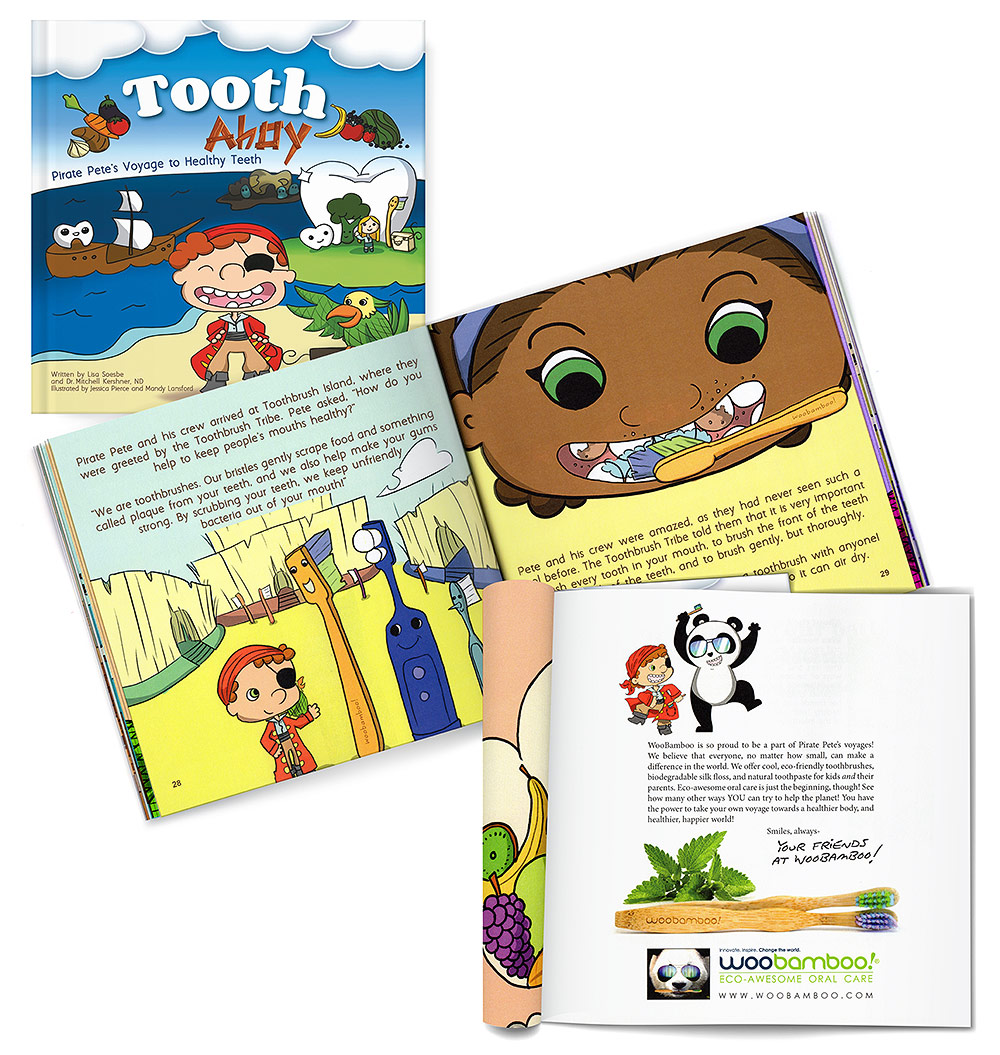 Tooth
Ahoy
Pirate Pete's Voyage to Healthy Teeth
Written by Lisa Soesbe
and Dr. Mitchell Kershner, ND
Illustrated by Jessica Pierce and Mandy Lansford
Pirate Pete and his crew arrived at Toothbrush Island, where they
were greeted by the Toothbrush Tribe. Pete asked, "How do you
help to keep people's mouths healthy?"
"We are toothbrushes. Our bristles gently scrape food and something
called plaque from your teeth, and we also help make your gums
strong. By scrubbing your teeth, we keep unfriendly
bacteria out of your mouth!"
woobamboo!
28
woobamboo!
Pete and his crew were amazed, as they had never seen such a
before. The Toothbrush Tribe told them that it is very important
every tooth in your mouth, to brush the front of the teeth
of the teeth, and to brush gently, but thoroughly.
toothbrush with anyone!
so it can air dry.
29
WooBamboo is so proud to be a part of Pirate Pete's voyages!
We believe that everyone, no matter how small, can make a
difference in the world. We offer cool, eco-friendly toothbrushes,
biodegradable silk floss, and natural toothpaste for kids and their
parents. Eco-awesome oral care is just the beginning, though! See
how many other ways YOU can try to help the planet! You have
the power to take your own voyage towards a healthier body, and
healthier, happier world!
Smiles, always-
YOUR FRIENDS
AT WOOBAMBOO!
woobamboo!
Innovate. Inspire. Change the world.
woobamboo!®
ECO-AWESOME ORAL CARE
WWW.WOOBAMBOO.COM